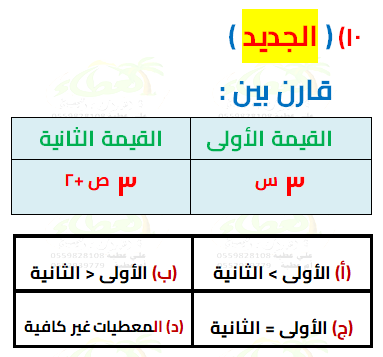 ١٠) ( الجديد )
قارن بين :
القيمة الأولى القيمة الثانية
٣ س ٣ ص +٢
(أ) الأولى > الثانية (ب) الأولى < الثانية
(ج) الأولى = الثانية (د) المعطيات غير كافية